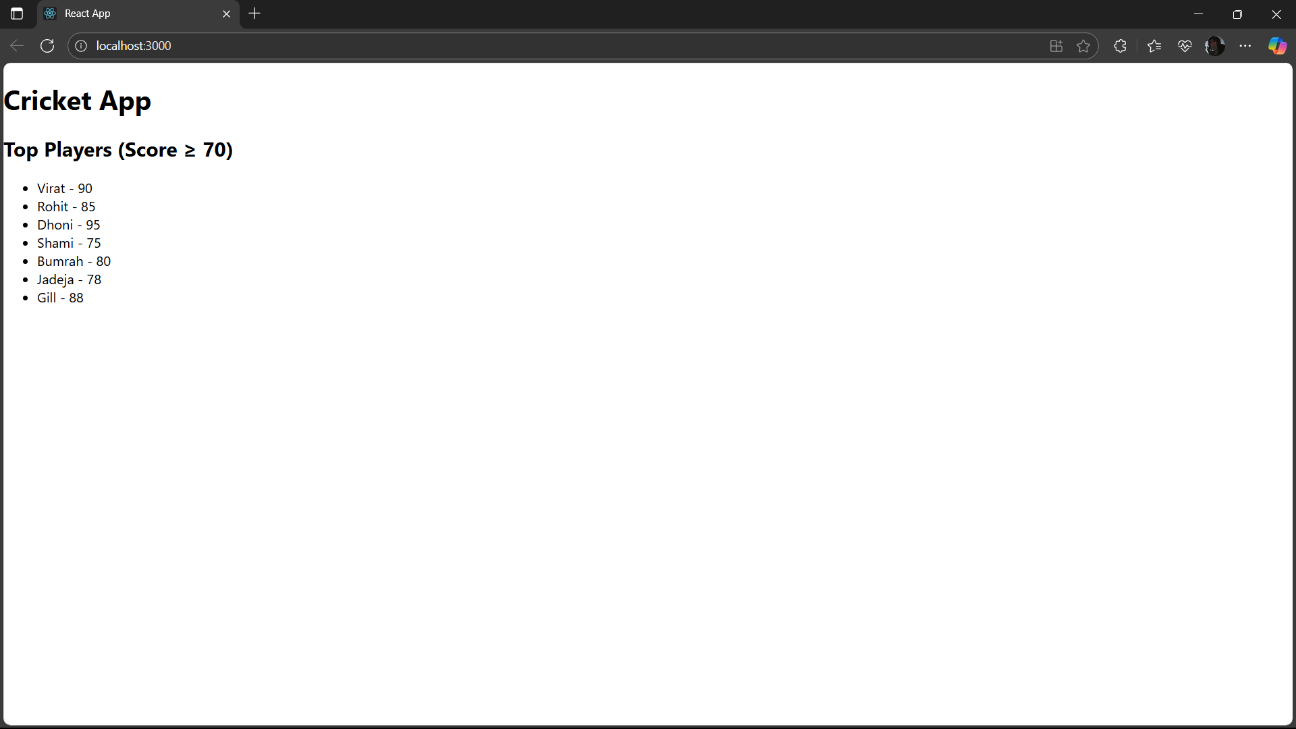 React App
localhost:3000
Cricket App
Top Players (Score ≥ 70)
• Virat - 90
• Rohit - 85
• Dhoni - 95
• Shami - 75
• Bumrah - 80
• Jadeja - 78
• Gill - 88